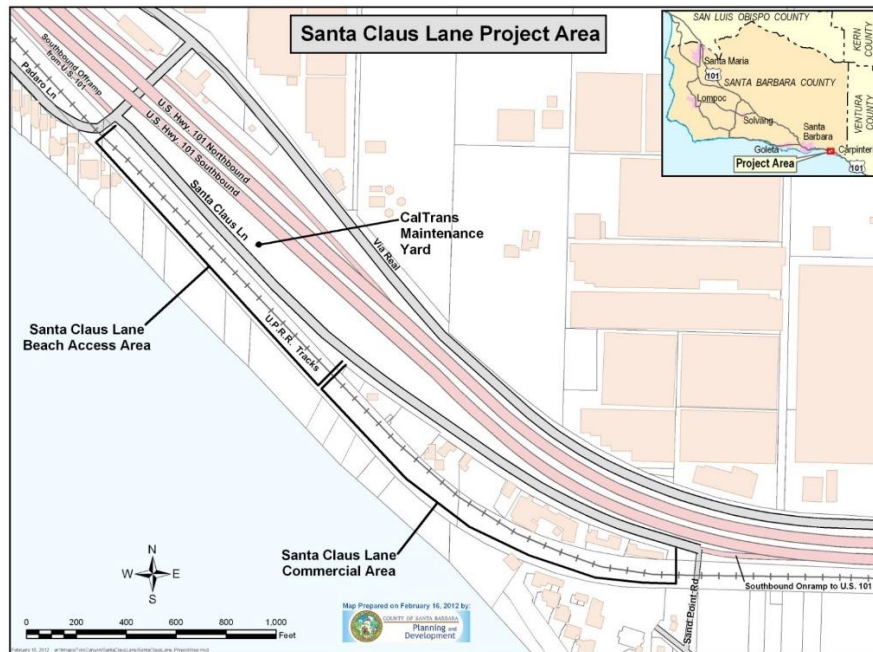 Santa Claus Lane Project Area
SAN LUIS OBISPO COUNTY
KERN
COUNTY
Santa Maria
101
SANTA BARBARA COUNTY
Lompoc
Solvang
VENTURA
COUNTY
Santa
Barbara
Goleta
Carpinteri
Project Area
101
Southbound Offramp
from U.S. 101
Padaro Ln
U.S. Hwy. 101 Northbound
U.S. Hwy. 101 Southbound
Santa Claus Ln
CalTrans
Maintenance
Yard
Via Real
Santa Claus Lane
Beach Access Area
U.P.R.R. Tracks
Santa Claus Lane
Commercial Area
Southbound Onramp to U.S. 101
Sand Point Rd
N
W E
S
0 200 400 600 800 1,000
Feet
Map Prepared on February 16, 2012 by:
COUNTY OF SANTA BARBARA
Planning and
Development
February 16, 2012